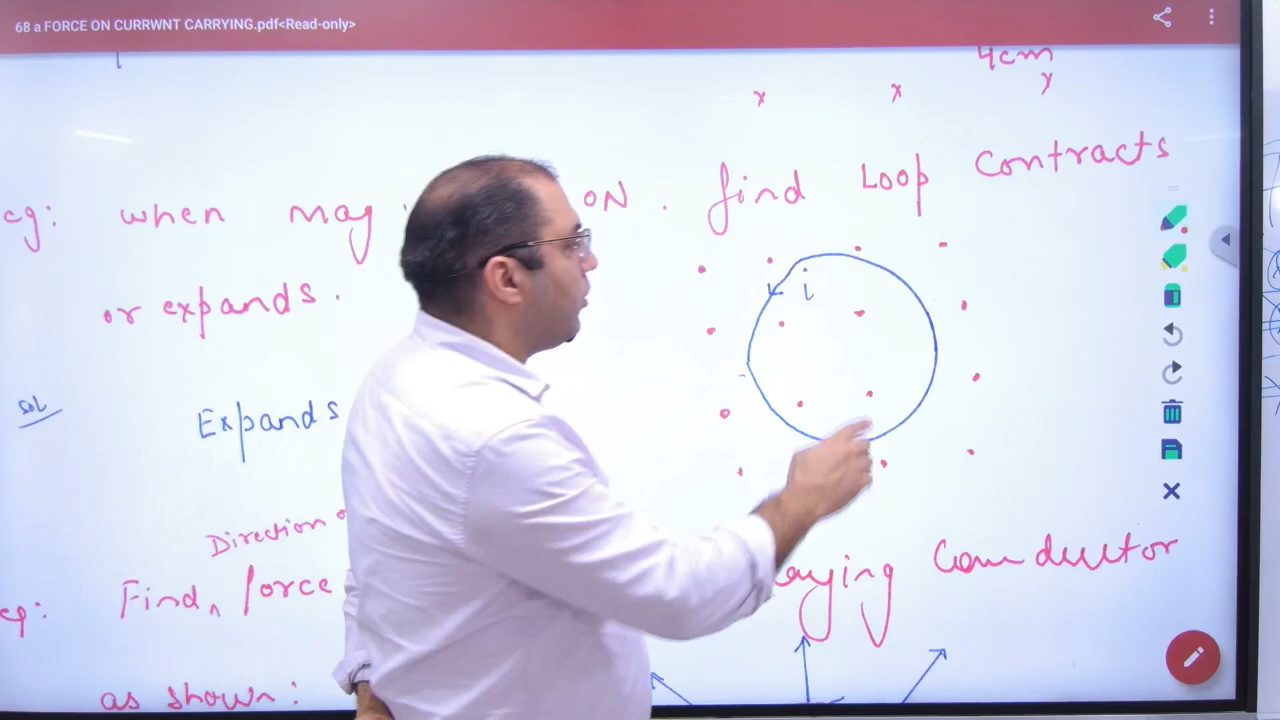 68 a FORCE ON CURRWNT CARRYING.pdf<Read-only>
4cm
x x x
eg: when mag ON. find Loop Contracts
or expands.
i
Sol Expands
Direction
eg: Find, force Conductor
as shown: